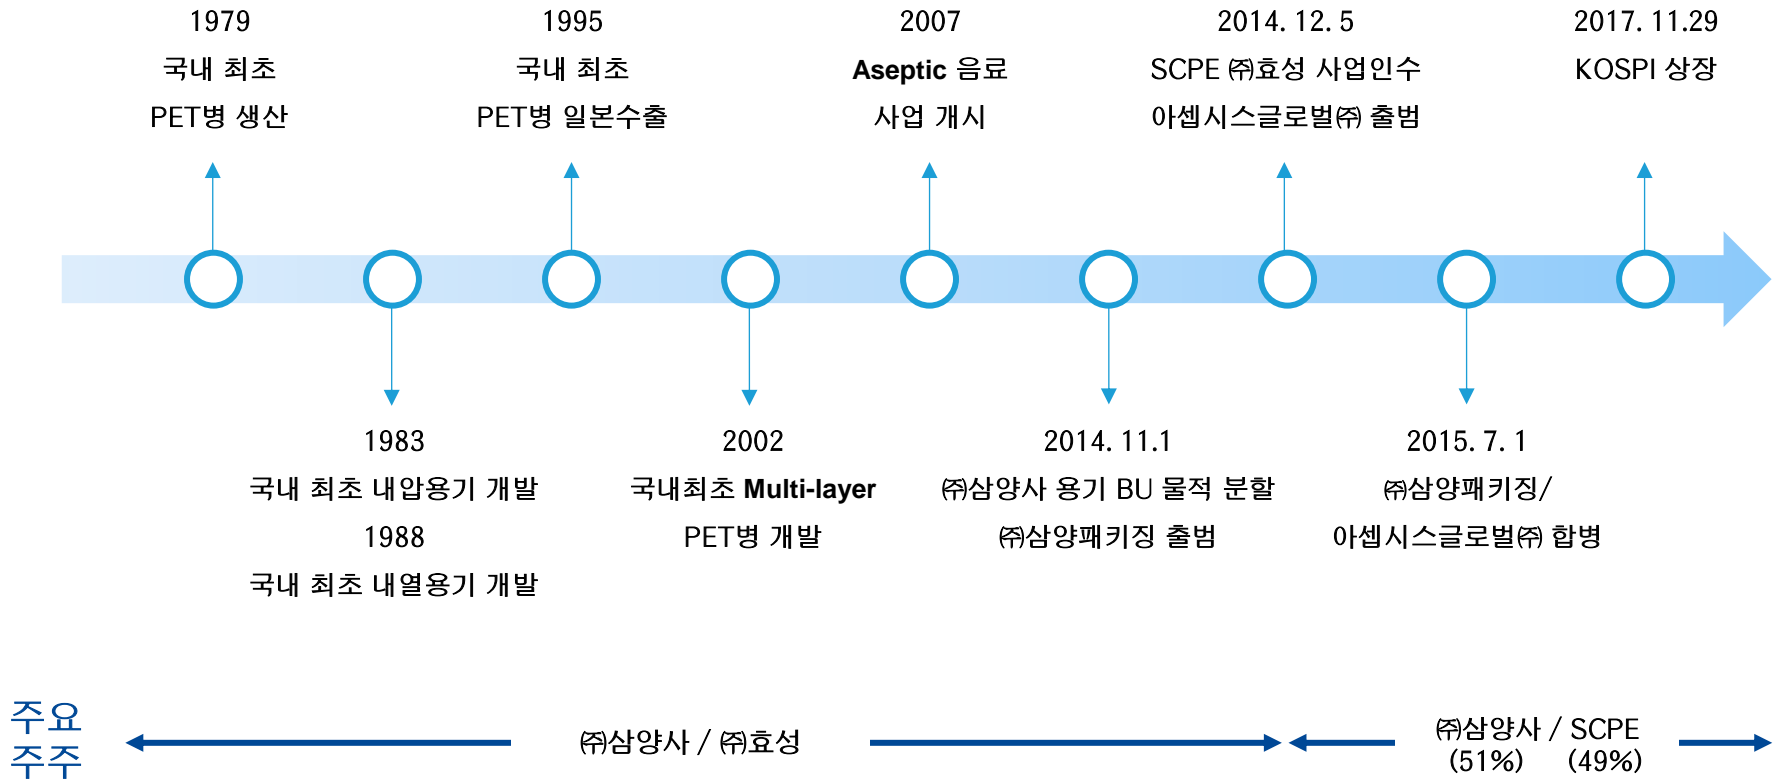 1979
국내 최초
PET병 생산
1995
국내 최초
PET병 일본수출
2007
Aseptic 음료
사업 개시
2014. 12. 5
SCPE ㈜효성 사업인수
아셉시스글로벌㈜ 출범
2017. 11.29
KOSPI 상장
1983
국내 최초 내압용기 개발
1988
국내 최초 내열용기 개발
2002
국내최초 Multi-layer
PET병 개발
2014. 11.1
㈜삼양사 용기 BU 물적 분할
㈜삼양패키징 출범
2015. 7. 1
㈜삼양패키징/
아셉시스글로벌㈜ 합병
주요
주주
㈜삼양사 / ㈜효성
㈜삼양사 / SCPE
(51%) (49%)